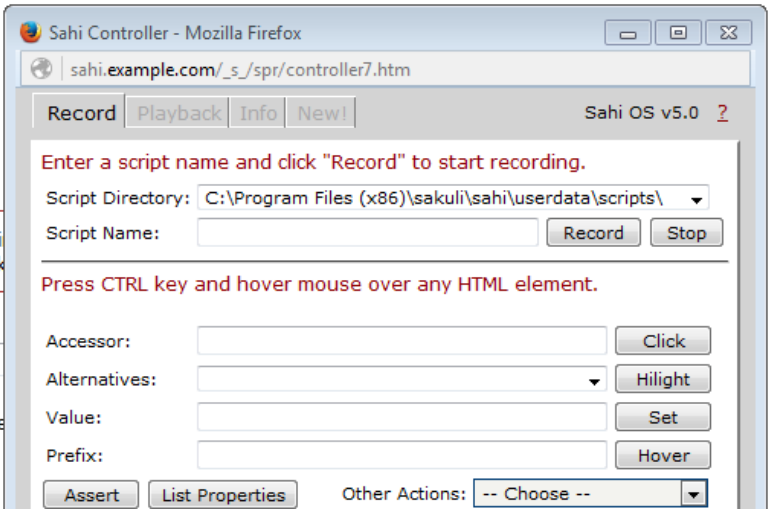 Sahi Controller - Mozilla Firefox
sahi.example.com/_s_/spr/controller7.htm
Record Playback Info New! Sahi OS v5.0 ?
Enter a script name and click "Record" to start recording.
Script Directory: C:\Program Files (x86)\sakuli\sahi\userdata\scripts\
Script Name: Record Stop
Press CTRL key and hover mouse over any HTML element.
Accessor: Click
Alternatives: Hilight
Value: Set
Prefix: Hover
Assert List Properties Other Actions: -- Choose --